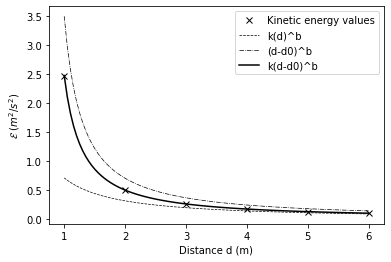 3.5
3.0
2.5
2.0
1.5
1.0
0.5
0.0
ℰ (m²/s²)
Kinetic energy values
k(d)^b
(d-d0)^b
k(d-d0)^b
1 2 3 4 5 6
Distance d (m)